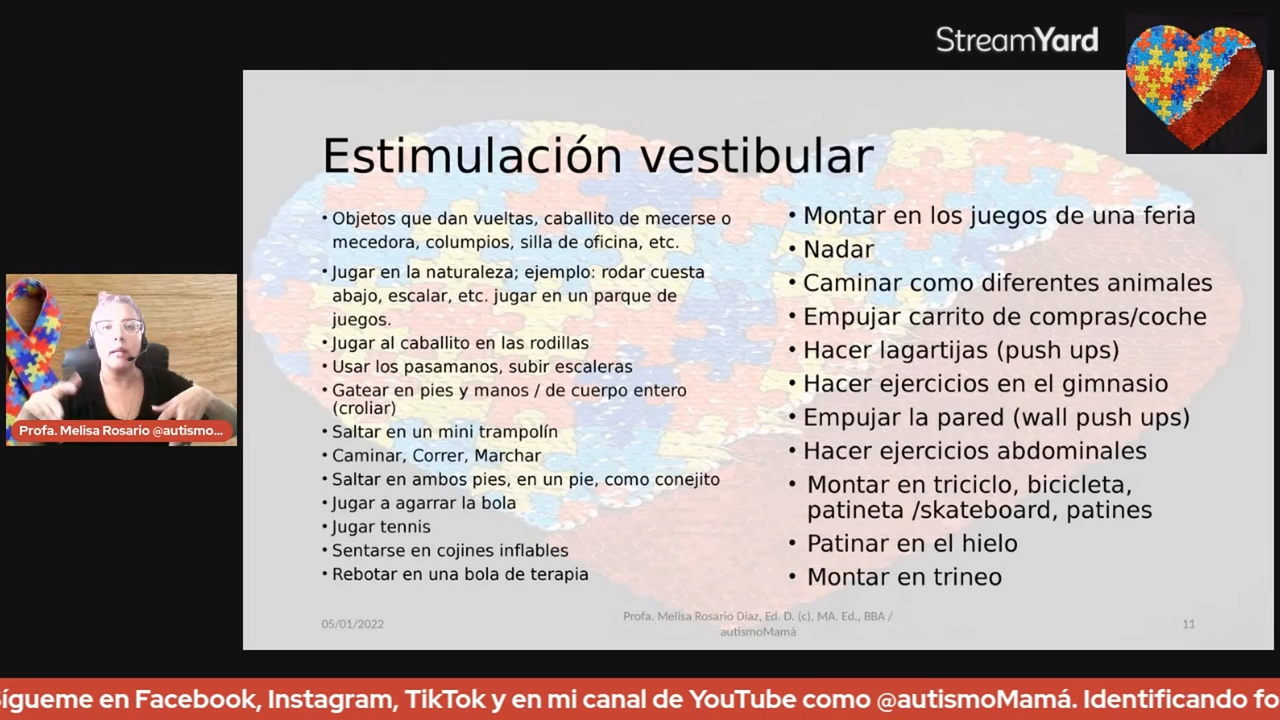 StreamYard
Estimulación vestibular
• Objetos que dan vueltas, caballito de mecerse o
mecedora, columpios, silla de oficina, etc.
• Jugar en la naturaleza; ejemplo: rodar cuesta
abajo, escalar, etc. jugar en un parque de
juegos.
• Jugar al caballito en las rodillas
• Usar los pasamanos, subir escaleras
• Gatear en pies y manos / de cuerpo entero
(croliar)
• Saltar en un mini trampolín
• Caminar, Correr, Marchar
• Saltar en ambos pies, en un pie, como conejito
• Jugar a agarrar la bola
• Jugar tennis
• Sentarse en cojines inflables
• Rebotar en una bola de terapia
• Montar en los juegos de una feria
• Nadar
• Caminar como diferentes animales
• Empujar carrito de compras/coche
• Hacer lagartijas (push ups)
• Hacer ejercicios en el gimnasio
• Empujar la pared (wall push ups)
• Hacer ejercicios abdominales
• Montar en triciclo, bicicleta,
patineta /skateboard, patines
• Patinar en el hielo
• Montar en trineo
Profa. Melisa Rosario @autismo...
05/01/2022
Profa. Melisa Rosario Díaz, Ed. D. (c), MA. Ed., BBA /
autismoMamá
11
Sígueme en Facebook, Instagram, TikTok y en mi canal de YouTube como @autismoMamá. Identificando fo